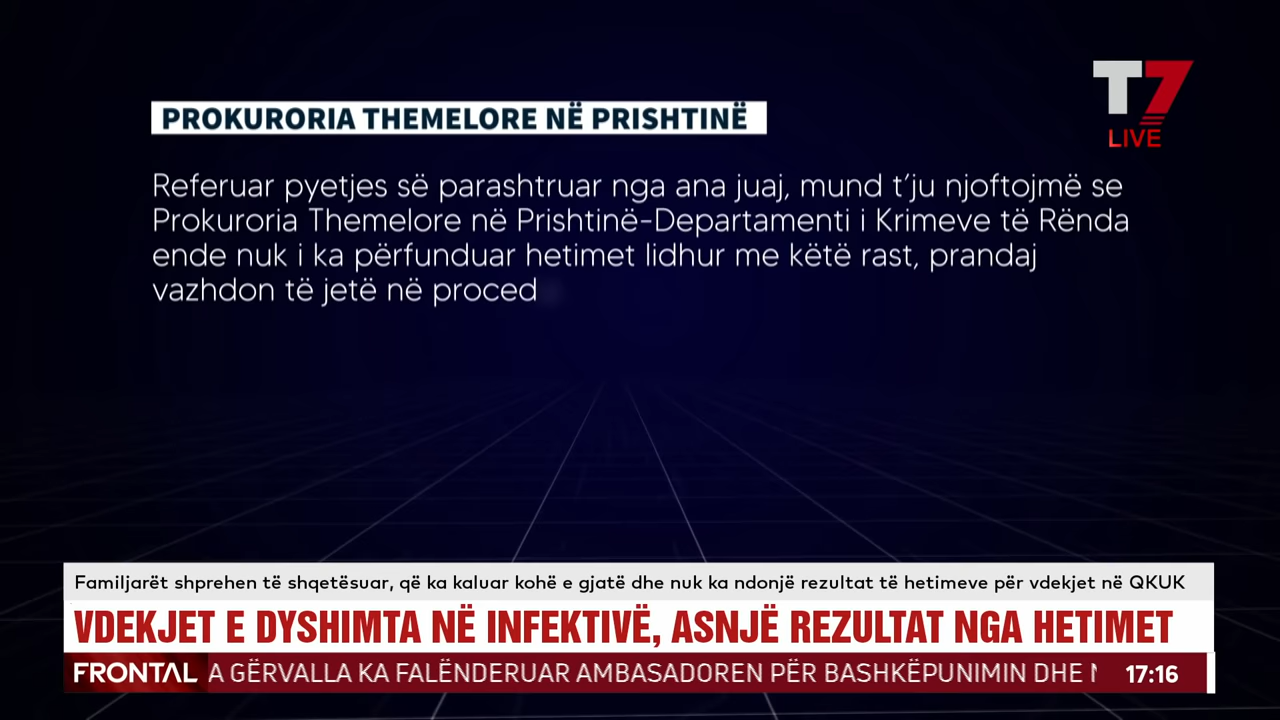 T7
LIVE
PROKURORIA THEMELORE NË PRISHTINË
Referuar pyetjes së parashtruar nga ana juaj, mund t'ju njoftojmë se
Prokuroria Themelore në Prishtinë-Departamenti i Krimeve të Rënda
ende nuk i ka përfunduar hetimet lidhur me këtë rast, prandaj
vazhdon të jetë në proced
Familjarët shprehen të shqetësuar, që ka kaluar kohë e gjatë dhe nuk ka ndonjë rezultat të hetimeve për vdekjet në QKUK
VDEKJET E DYSHIMTA NË INFEKTIVË, ASNJË REZULTAT NGA HETIMET
FRONTAL A GËRVALLA KA FALËNDERUAR AMBASADOREN PËR BASHKËPUNIMIN DHE 17:16